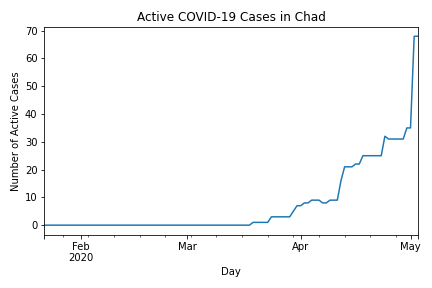 Active COVID-19 Cases in Chad
Number of Active Cases
70
60
50
40
30
20
10
0
Feb
2020
Mar
Apr
May
Day